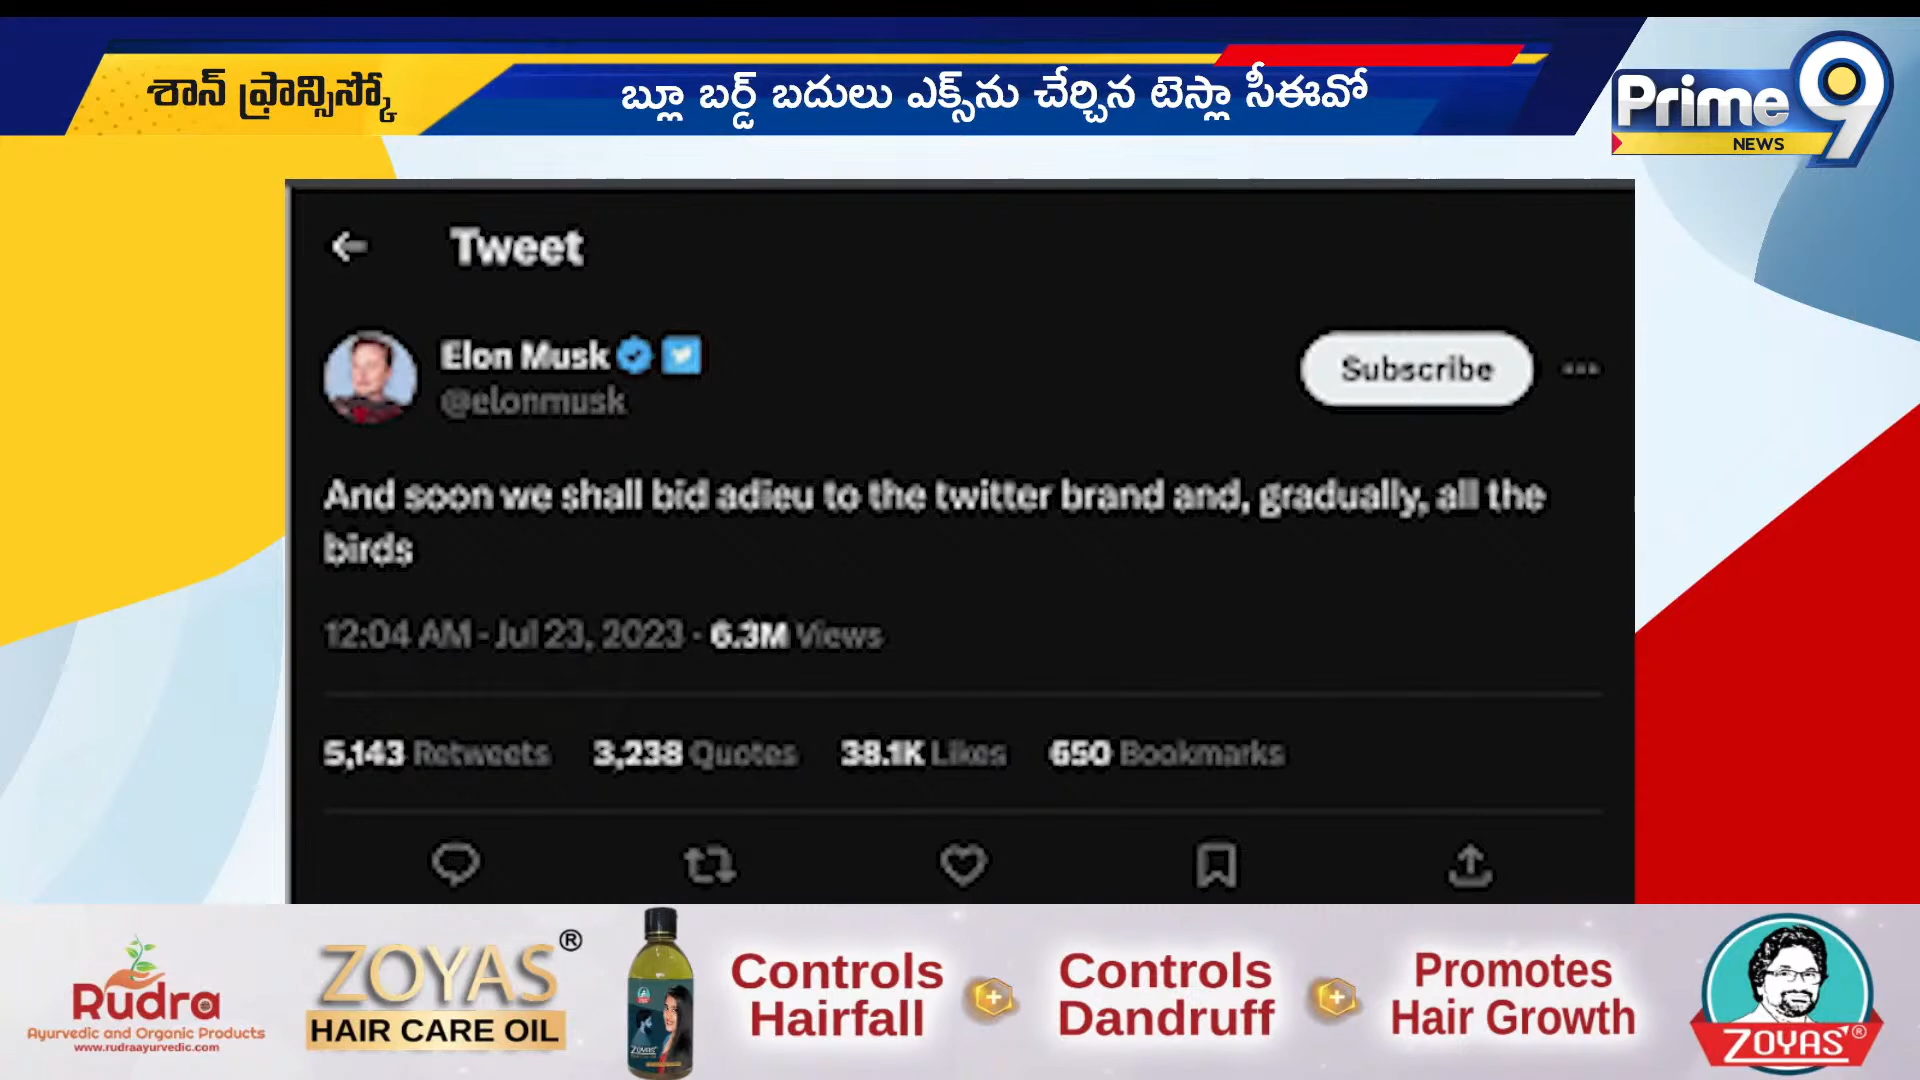 శాన్ ఫ్రాన్సిస్కో
బ్లూ బర్డ్ బదులు ఎక్స్‌ను చేర్చిన టెస్లా సీఈవో
Prime9
NEWS
Tweet
Elon Musk
@elonmusk
Subscribe
And soon we shall bid adieu to the twitter brand and, gradually, all the
birds
12:04 AM · Jul 23, 2023 · 6.3M Views
5,143 Retweets 3,238 Quotes 38.1K Likes 650 Bookmarks
Rudra
Ayurvedic and Organic Products
www.rudraayurvedic.com
ZOYAS®
HAIR CARE OIL
ZOYAS
Controls
Hairfall
Controls
Dandruff
Promotes
Hair Growth
ZOYAS®